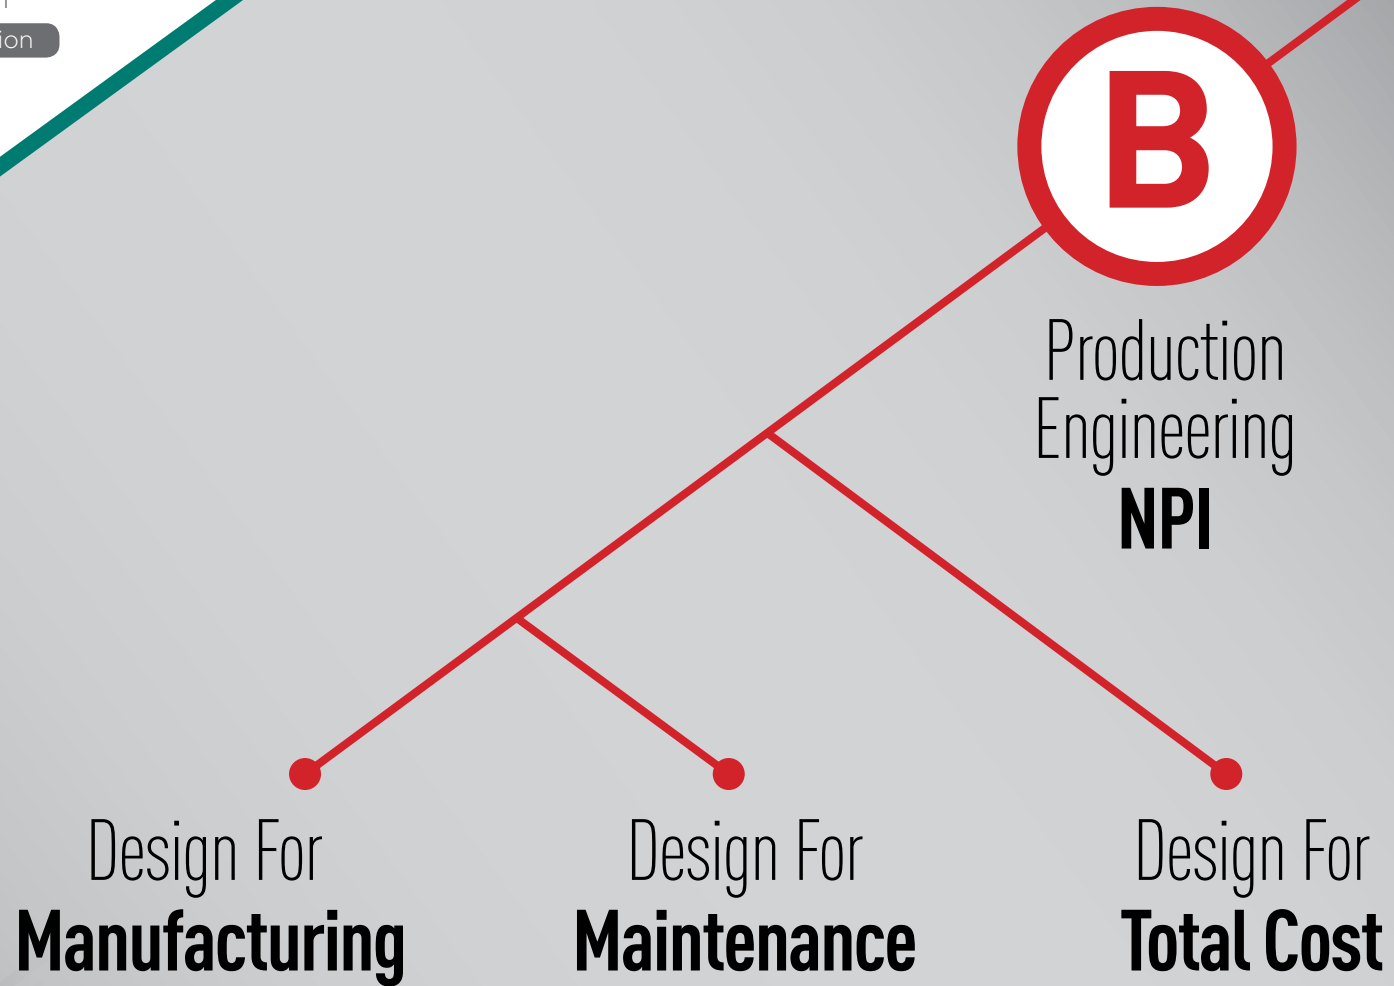 B
Production
Engineering
NPI
Design For
Manufacturing
Design For
Maintenance
Design For
Total Cost